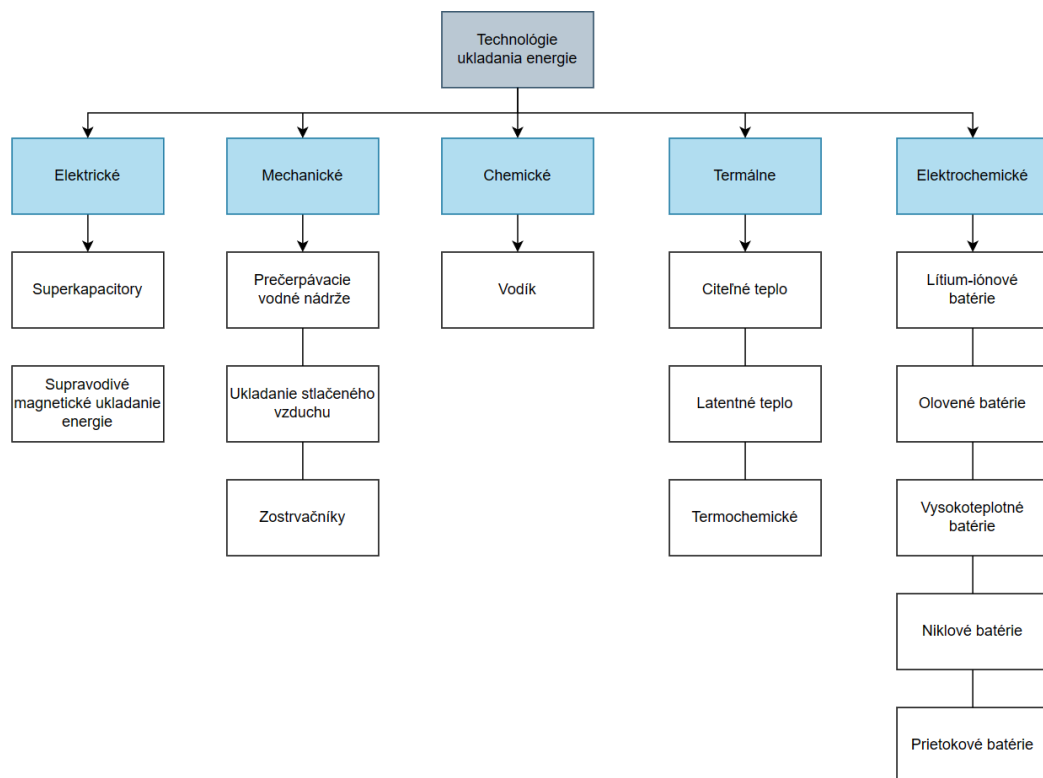 Technológie
ukladania energie
Elektrické
Mechanické
Chemické
Termálne
Elektrochemické
Superkapacitory
Prečerpávacie
vodné nádrže
Vodík
Citeľné teplo
Lítium-iónové
batérie
Supravodivé
magnetické ukladanie
energie
Ukladanie stlačeného
vzduchu
Latentné teplo
Olovené batérie
Zostrvačníky
Termochemické
Vysokoteplotné
batérie
Niklové batérie
Prietokové batérie